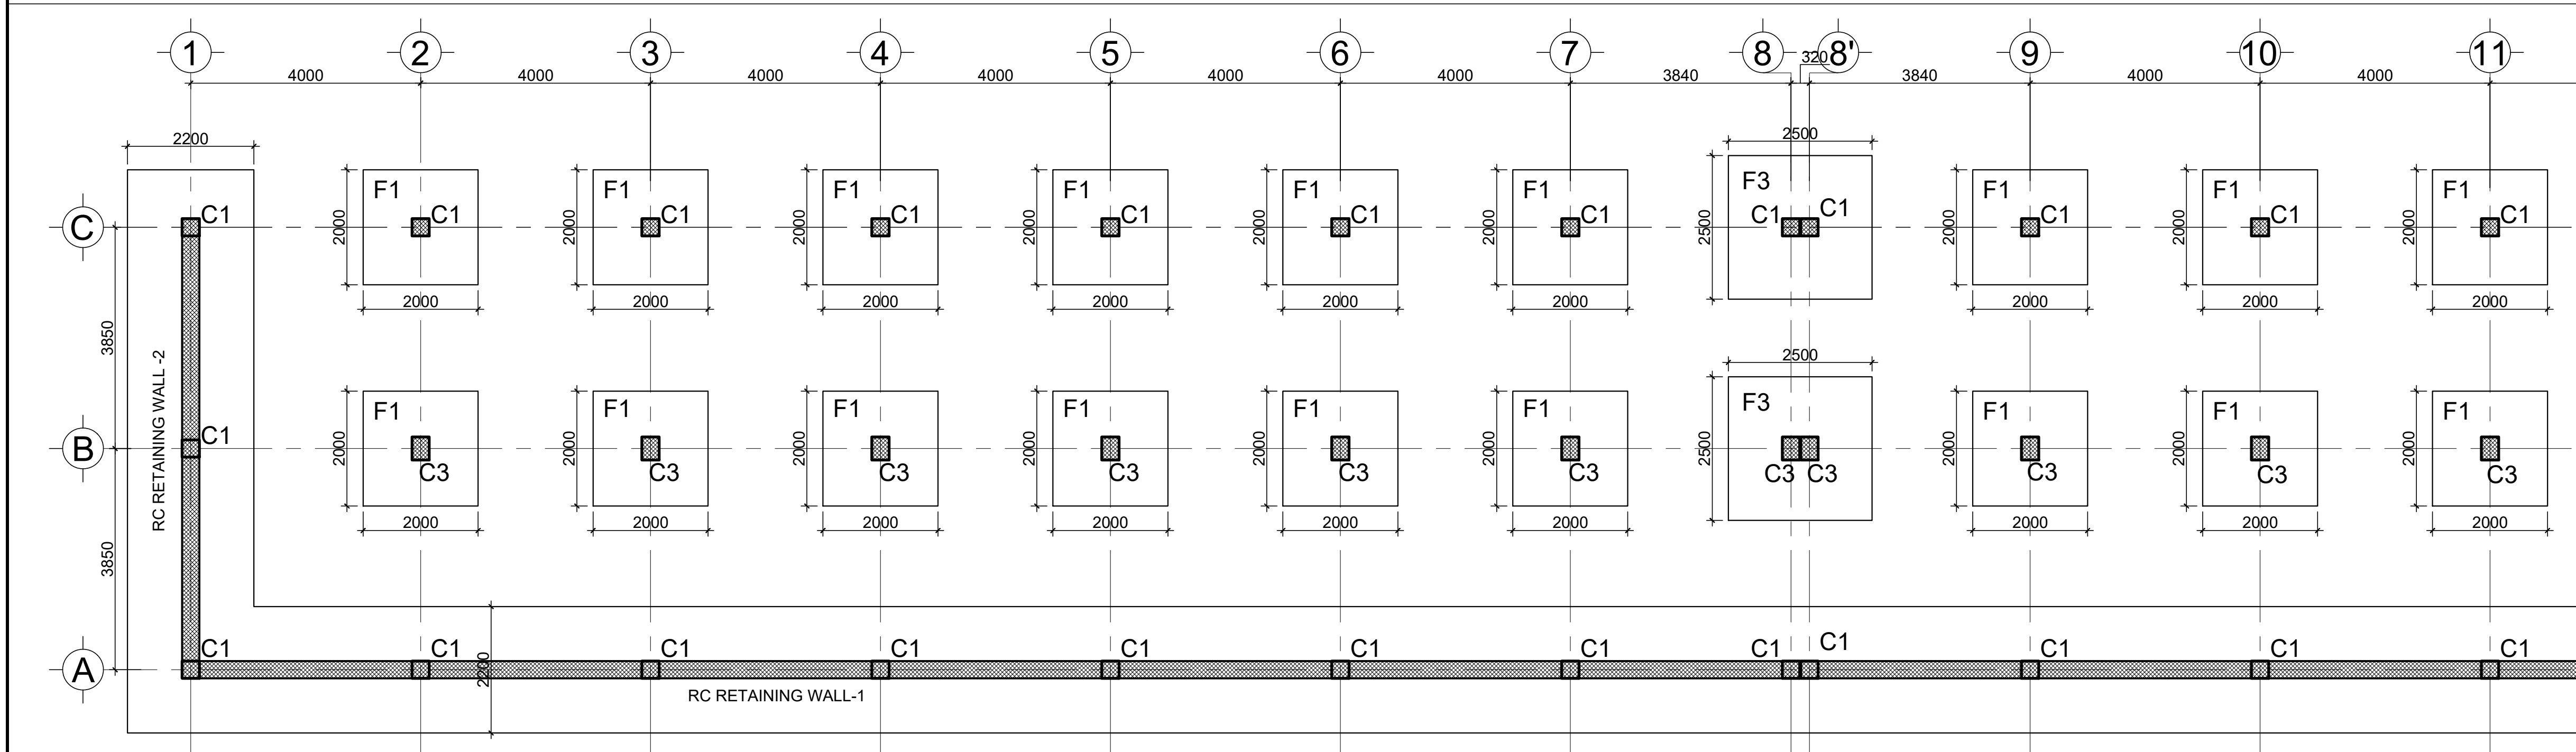 1 2 3 4 5 6 7 8 8' 9 10 11
320
4000 4000 4000 4000 4000 4000 3840 3840 4000 4000
2200 2500
F1 F1 F1 F1 F1 F1 F3 F1 F1 F1
C C1 C1 C1 C1 C1 C1 C1 C1 C1 C1 C1 C1
2000 2000 2000 2000 2000 2000 2500 2000 2000 2000
2000 2000 2000 2000 2000 2000 2000 2000 2000
3850
2500
F1 F1 F1 F1 F1 F1 F3 F1 F1 F1
RC RETAINING WALL -2
B C1
2000 2000 2000 2000 2000 2000 2500 2000 2000 2000
C3 C3 C3 C3 C3 C3 C3 C3 C3 C3 C3
2000 2000 2000 2000 2000 2000 2000 2000 2000
3850
C1 C1 C1 C1 C1 C1 C1 C1 C1 C1 C1 C1
A 2200
RC RETAINING WALL-1